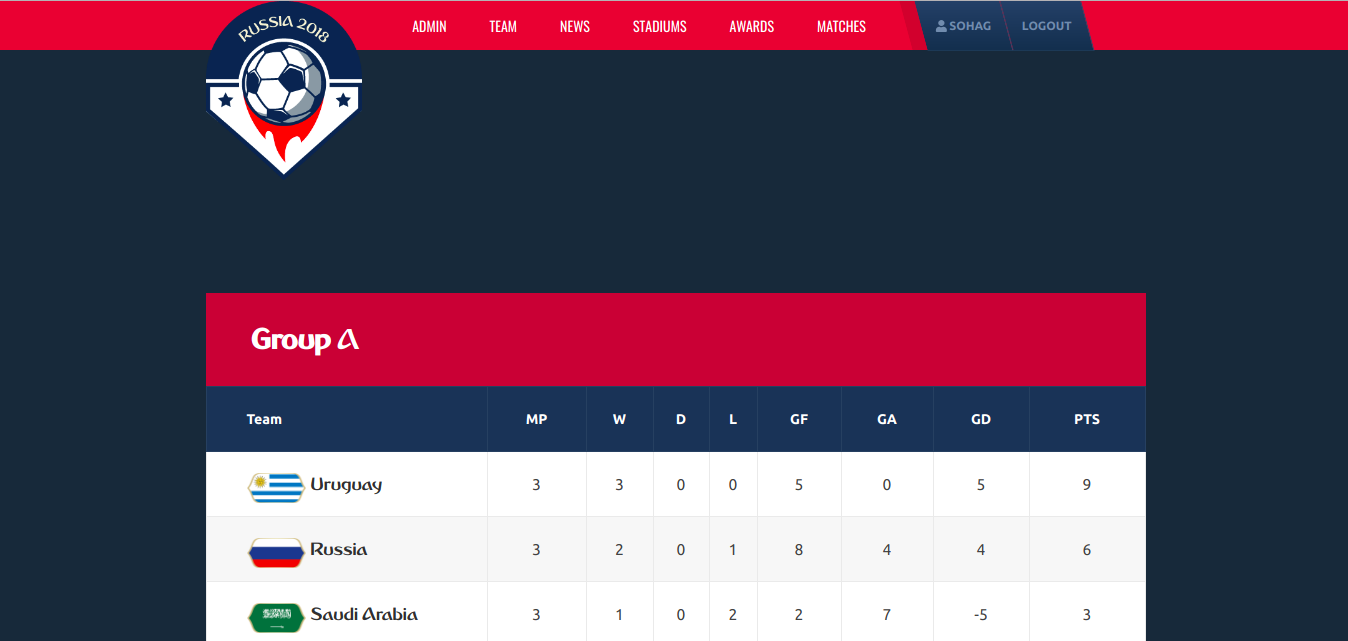 RUSSIA 2018
ADMIN TEAM NEWS STADIUMS AWARDS MATCHES SOHAG LOGOUT
Group A
Team MP W D L GF GA GD PTS
Uruguay 3 3 0 0 5 0 5 9
Russia 3 2 0 1 8 4 4 6
Saudi Arabia 3 1 0 2 2 7 -5 3